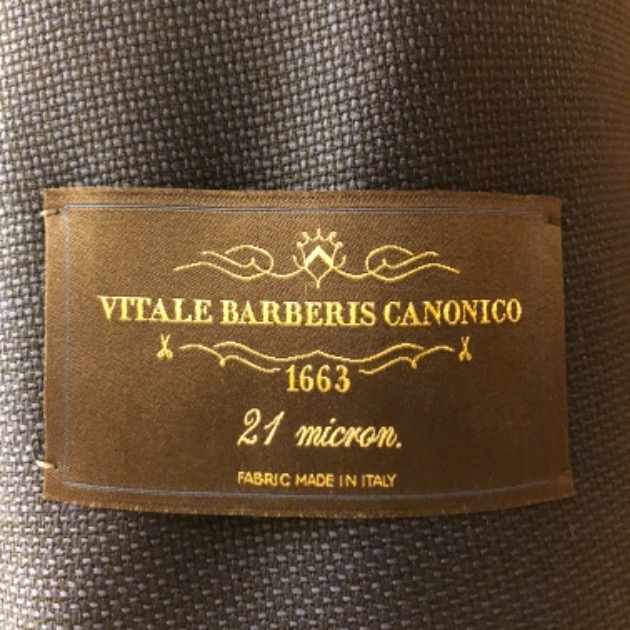 VITALE BARBERIS CANONICO
1663
21 micron.
FABRIC MADE IN ITALY